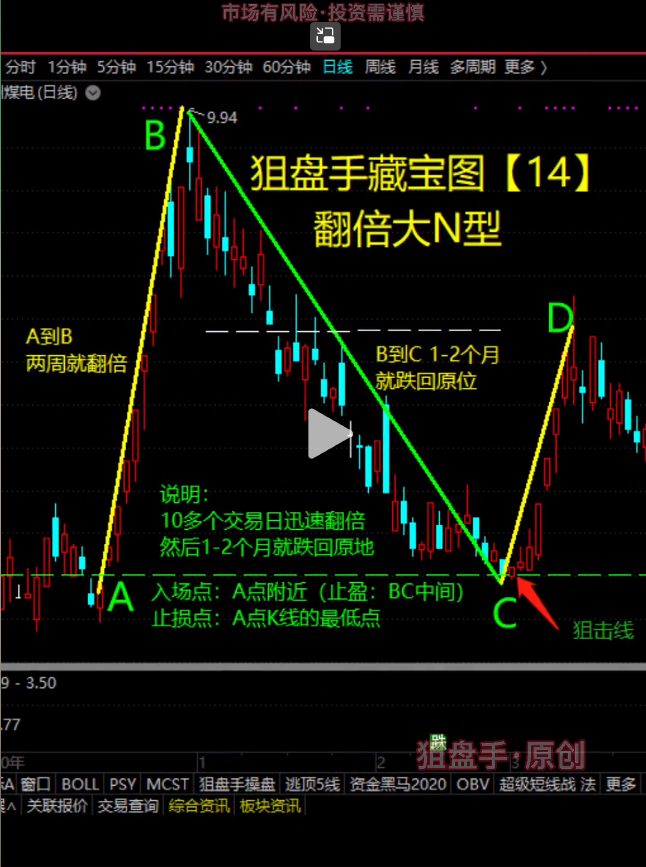 市场有风险·投资需谨慎
分时 1分钟 5分钟 15分钟 30分钟 60分钟 日线 周线 月线 多周期 更多 〉
煤电(日线)
9.94
B
狙盘手藏宝图【14】
翻倍大N型
D
A到B
两周就翻倍
B到C 1-2个月
就跌回原位
说明：
10多个交易日迅速翻倍
然后1-2个月就跌回原地
A
入场点：A点附近（止盈：BC中间）
止损点：A点K线的最低点
C
狙击线
9 - 3.50
.77
跌
狙盘手·原创
0年 1 2 3
SA 窗口 BOLL PSY MCST 狙盘手操盘 逃顶5线 资金黑马2020 OBV 超级短线战 法 更多
展∧ 关联报价 交易查询 综合资讯 板块资讯